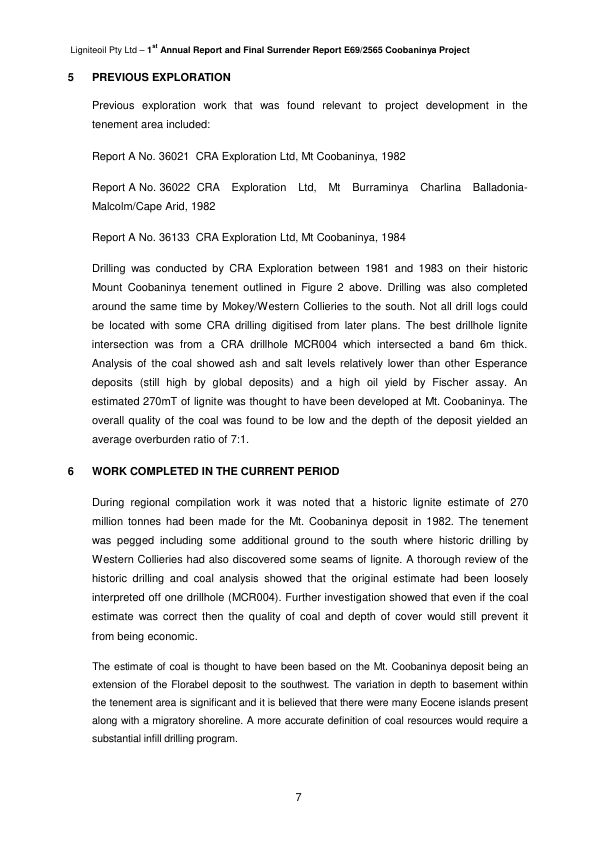 Ligniteoil Pty Ltd – 1st Annual Report and Final Surrender Report E69/2565 Coobaninya Project
5 PREVIOUS EXPLORATION
Previous exploration work that was found relevant to project development in the
tenement area included:
Report A No. 36021 CRA Exploration Ltd, Mt Coobaninya, 1982
Report A No. 36022 CRA Exploration Ltd, Mt Burraminya Charlina Balladonia-
Malcolm/Cape Arid, 1982
Report A No. 36133 CRA Exploration Ltd, Mt Coobaninya, 1984
Drilling was conducted by CRA Exploration between 1981 and 1983 on their historic
Mount Coobaninya tenement outlined in Figure 2 above. Drilling was also completed
around the same time by Mokey/Western Collieries to the south. Not all drill logs could
be located with some CRA drilling digitised from later plans. The best drillhole lignite
intersection was from a CRA drillhole MCR004 which intersected a band 6m thick.
Analysis of the coal showed ash and salt levels relatively lower than other Esperance
deposits (still high by global deposits) and a high oil yield by Fischer assay. An
estimated 270mT of lignite was thought to have been developed at Mt. Coobaninya. The
overall quality of the coal was found to be low and the depth of the deposit yielded an
average overburden ratio of 7:1.
6 WORK COMPLETED IN THE CURRENT PERIOD
During regional compilation work it was noted that a historic lignite estimate of 270
million tonnes had been made for the Mt. Coobaninya deposit in 1982. The tenement
was pegged including some additional ground to the south where historic drilling by
Western Collieries had also discovered some seams of lignite. A thorough review of the
historic drilling and coal analysis showed that the original estimate had been loosely
interpreted off one drillhole (MCR004). Further investigation showed that even if the coal
estimate was correct then the quality of coal and depth of cover would still prevent it
from being economic.
The estimate of coal is thought to have been based on the Mt. Coobaninya deposit being an
extension of the Florabel deposit to the southwest. The variation in depth to basement within
the tenement area is significant and it is believed that there were many Eocene islands present
along with a migratory shoreline. A more accurate definition of coal resources would require a
substantial infill drilling program.
7